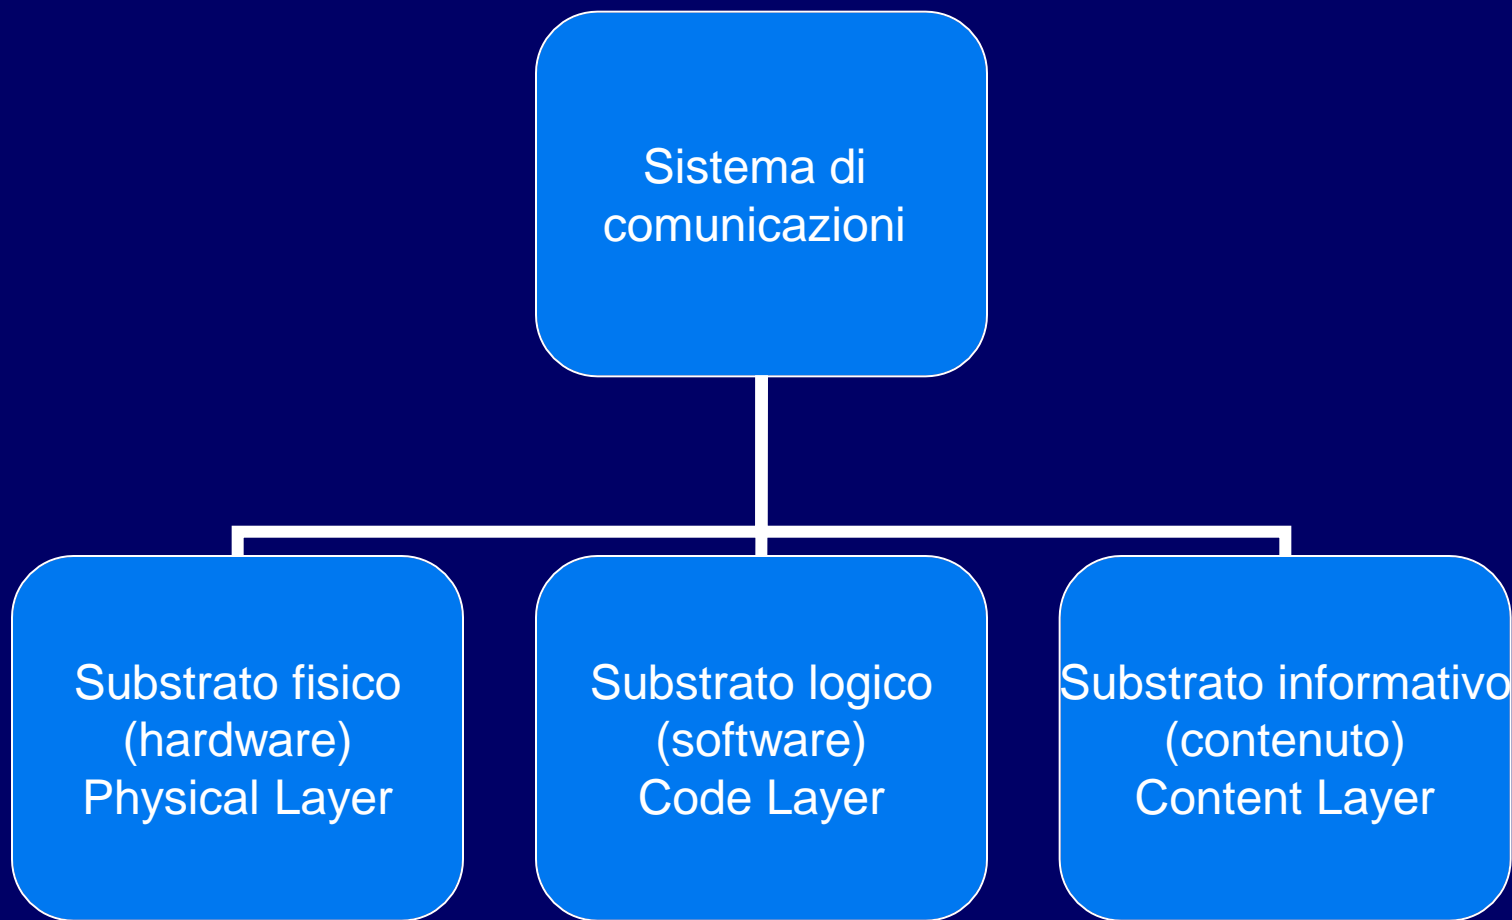 Sistema di
comunicazioni
Substrato fisico
(hardware)
Physical Layer
Substrato logico
(software)
Code Layer
Substrato informativo
(contenuto)
Content Layer